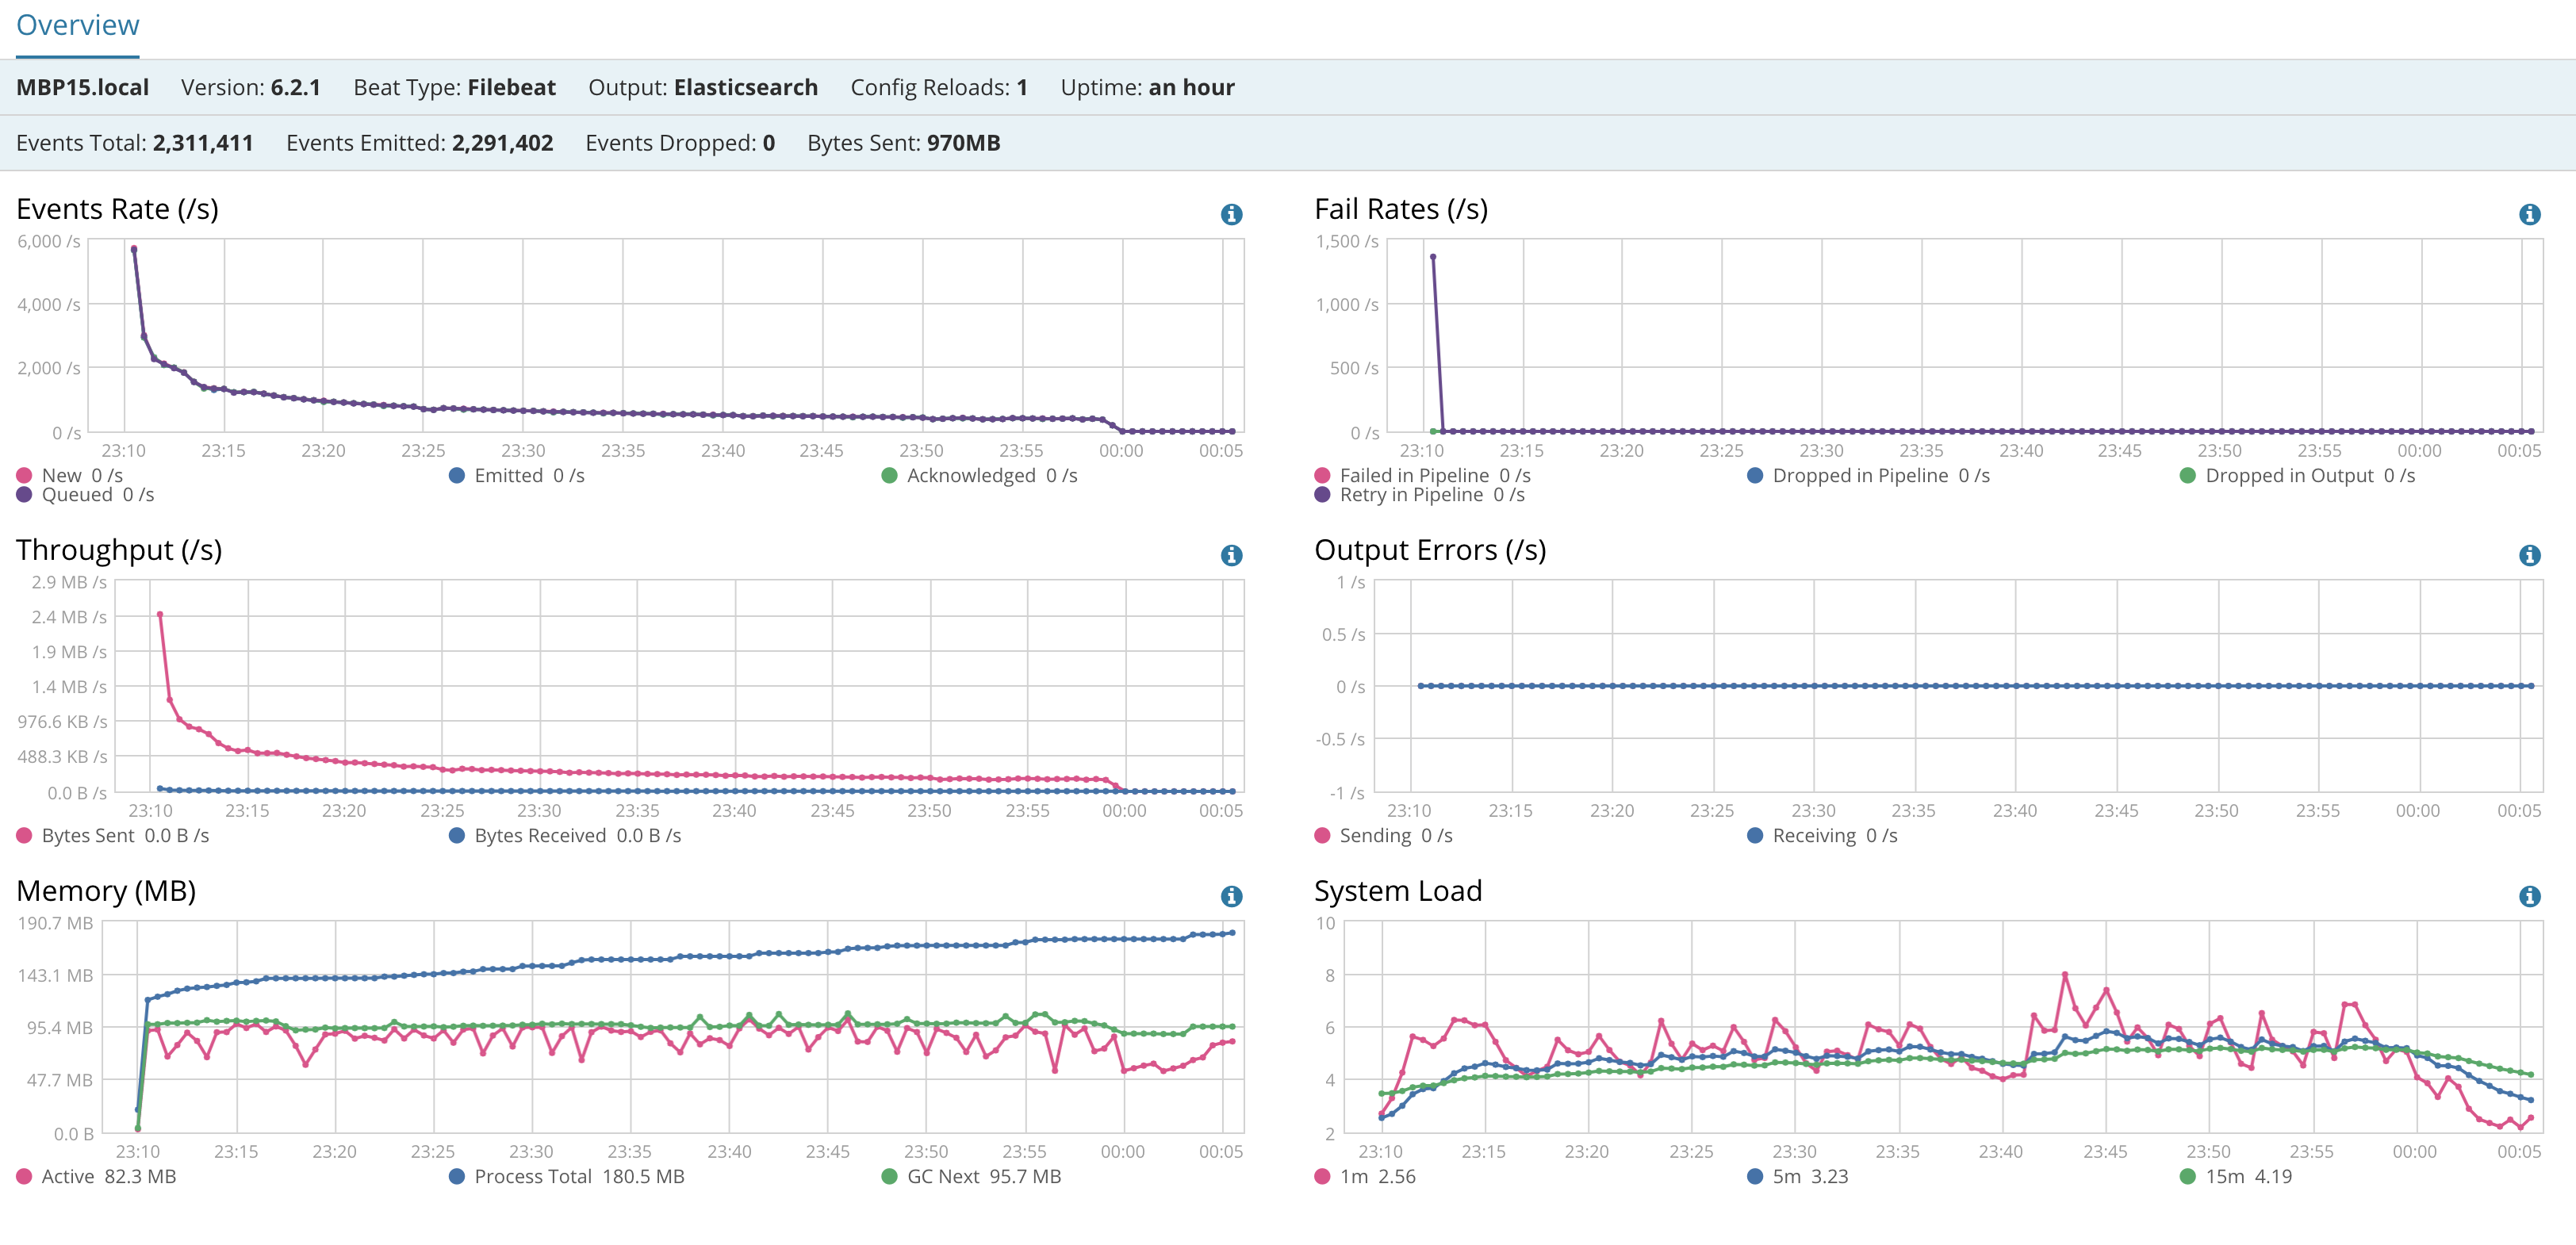 Overview
MBP15.local Version: 6.2.1 Beat Type: Filebeat Output: Elasticsearch Config Reloads: 1 Uptime: an hour
Events Total: 2,311,411 Events Emitted: 2,291,402 Events Dropped: 0 Bytes Sent: 970MB
Events Rate (/s)
6,000 /s
4,000 /s
2,000 /s
0 /s
23:10 23:15 23:20 23:25 23:30 23:35 23:40 23:45 23:50 23:55 00:00 00:05
New 0 /s Emitted 0 /s Acknowledged 0 /s
Queued 0 /s
Fail Rates (/s)
1,500 /s
1,000 /s
500 /s
0 /s
23:10 23:15 23:20 23:25 23:30 23:35 23:40 23:45 23:50 23:55 00:00 00:05
Failed in Pipeline 0 /s Dropped in Pipeline 0 /s Dropped in Output 0 /s
Retry in Pipeline 0 /s
Throughput (/s)
2.9 MB /s
2.4 MB /s
1.9 MB /s
1.4 MB /s
976.6 KB /s
488.3 KB /s
0.0 B /s
23:10 23:15 23:20 23:25 23:30 23:35 23:40 23:45 23:50 23:55 00:00 00:05
Bytes Sent 0.0 B /s Bytes Received 0.0 B /s
Output Errors (/s)
1 /s
0.5 /s
0 /s
-0.5 /s
-1 /s
23:10 23:15 23:20 23:25 23:30 23:35 23:40 23:45 23:50 23:55 00:00 00:05
Sending 0 /s Receiving 0 /s
Memory (MB)
190.7 MB
143.1 MB
95.4 MB
47.7 MB
0.0 B
23:10 23:15 23:20 23:25 23:30 23:35 23:40 23:45 23:50 23:55 00:00 00:05
Active 82.3 MB Process Total 180.5 MB GC Next 95.7 MB
System Load
10
8
6
4
2
23:10 23:15 23:20 23:25 23:30 23:35 23:40 23:45 23:50 23:55 00:00 00:05
1m 2.56 5m 3.23 15m 4.19